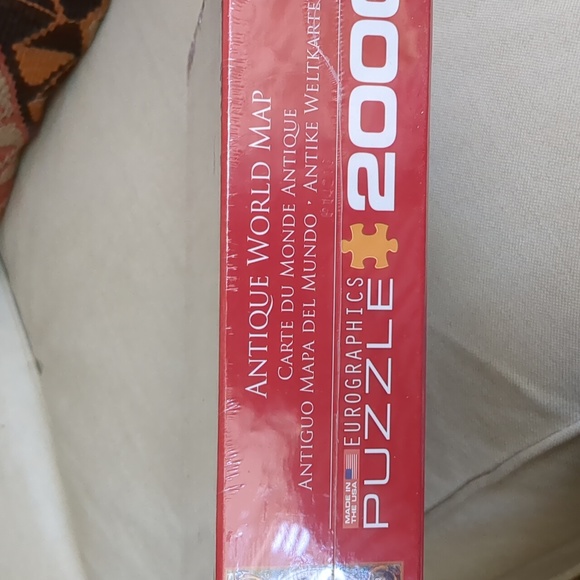 ANTIQUE WORLD MAP
CARTE DU MONDE ANTIQUE
ANTIGUO MAPA DEL MUNDO · ANTIKE WELTKARTE
MADE IN
THE USA
EUROGRAPHICS
PUZZLE 2000